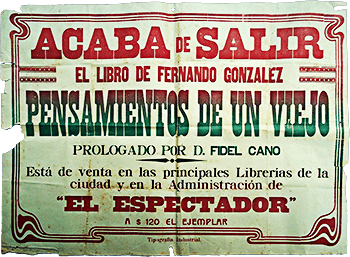 ACABA DE SALIR
EL LIBRO DE FERNANDO GONZALEZ
PENSAMIENTOS DE UN VIEJO
PROLOGADO POR D. FIDEL CANO
Está de venta en las principales Librerias de la
ciudad y en la Administración de
"EL ESPECTADOR"
A $ 120 EL EJEMPLAR
Tipografía Industrial.